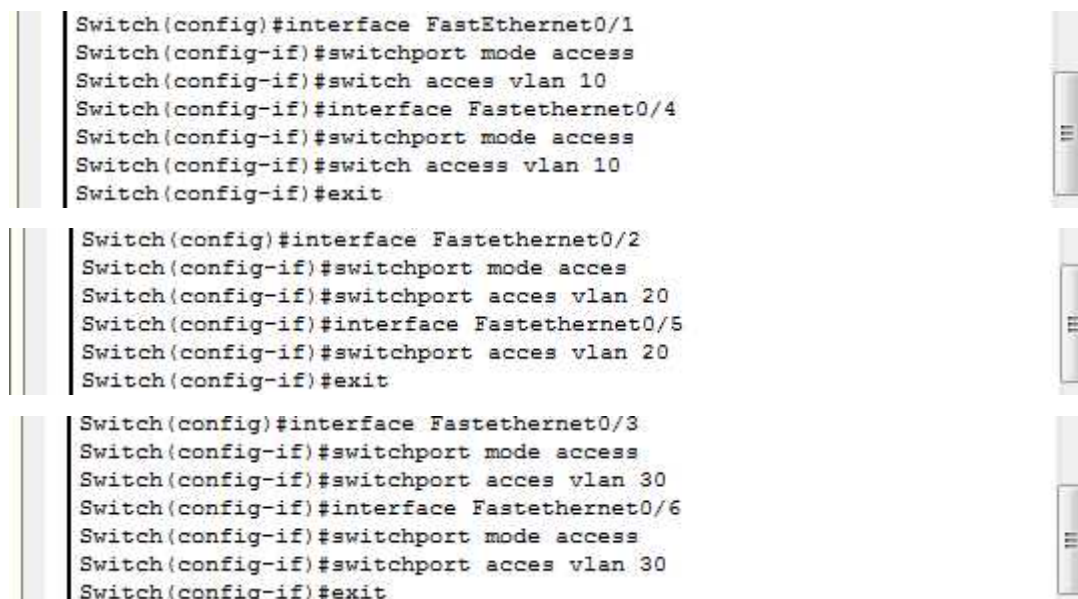 Switch(config)#interface FastEthernet0/1
Switch(config-if)#switchport mode access
Switch(config-if)#switch acces vlan 10
Switch(config-if)#interface Fastethernet0/4
Switch(config-if)#switchport mode access
Switch(config-if)#switch access vlan 10
Switch(config-if)#exit
Switch(config)#interface Fastethernet0/2
Switch(config-if)#switchport mode acces
Switch(config-if)#switchport acces vlan 20
Switch(config-if)#interface Fastethernet0/5
Switch(config-if)#switchport acces vlan 20
Switch(config-if)#exit
Switch(config)#interface Fastethernet0/3
Switch(config-if)#switchport mode access
Switch(config-if)#switchport acces vlan 30
Switch(config-if)#interface Fastethernet0/6
Switch(config-if)#switchport mode access
Switch(config-if)#switchport acces vlan 30
Switch(config-if)#exit